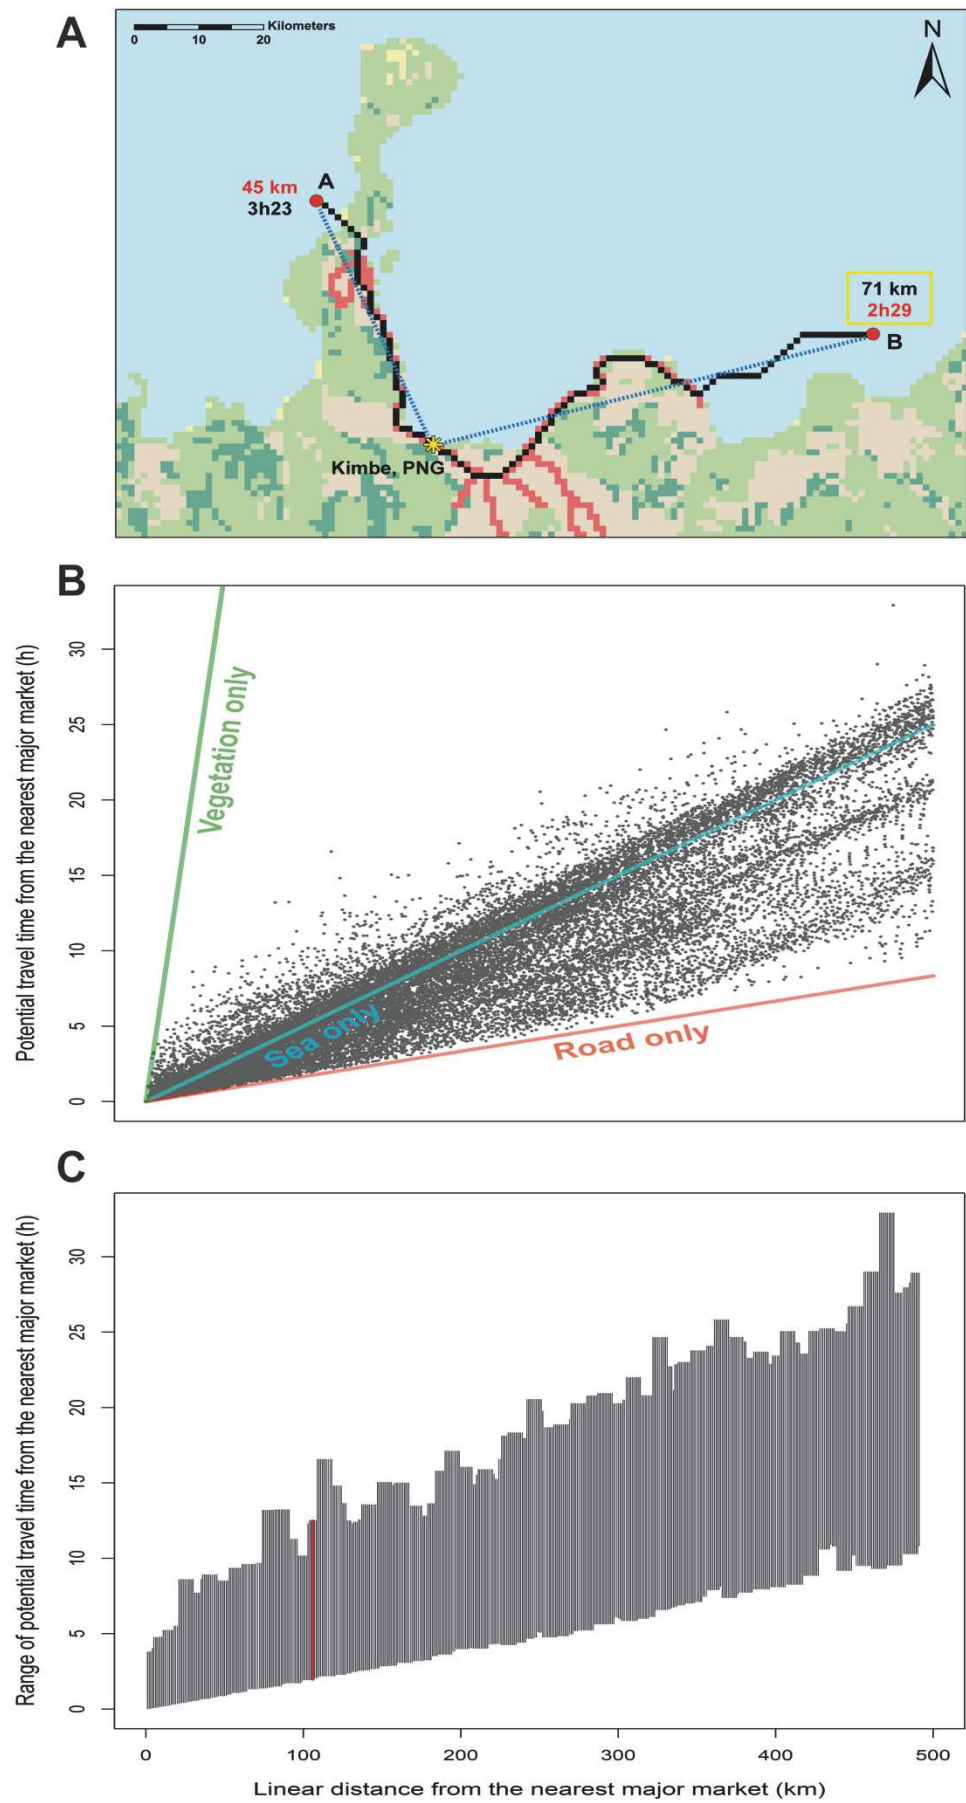 A
Kilometers
0 10 20
N
A
45 km
3h23
71 km
2h29
B
Kimbe, PNG
B
Potential travel time from the nearest major market (h)
30
25
20
15
10
5
0
Vegetation only
Sea only
Road only
C
Range of potential travel time from the nearest major market (h)
30
25
20
15
10
5
0
0 100 200 300 400 500
Linear distance from the nearest major market (km)